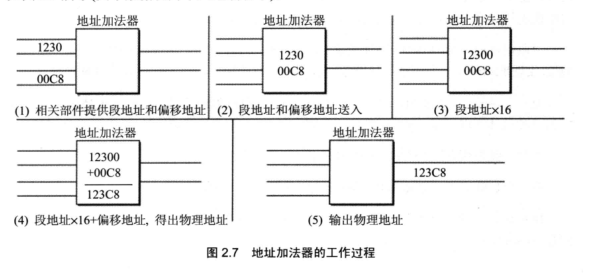 地址加法器
1230
00C8
(1) 相关部件提供段地址和偏移地址
地址加法器
1230
00C8
(2) 段地址和偏移地址送入
地址加法器
12300
00C8
(3) 段地址×16
地址加法器
12300
+00C8
123C8
(4) 段地址×16+偏移地址, 得出物理地址
地址加法器
123C8
(5) 输出物理地址
图 2.7 地址加法器的工作过程